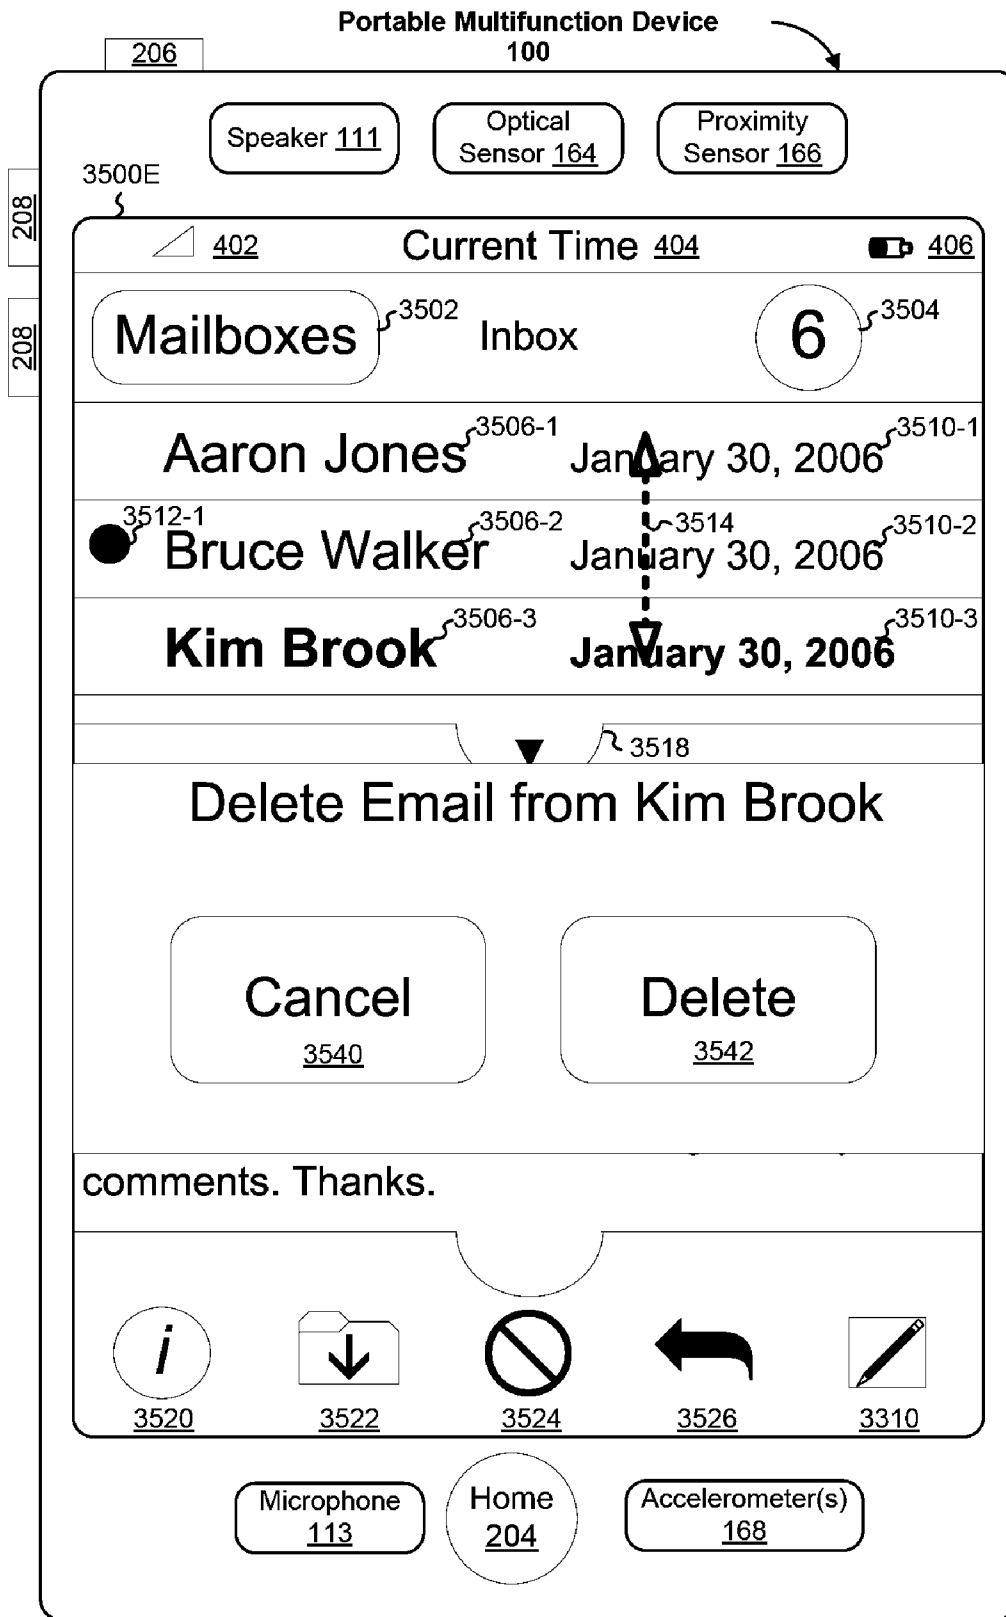 Portable Multifunction Device
100
206
Speaker 111
Optical
Sensor 164
Proximity
Sensor 166
3500E
208
208
402
Current Time 404
406
Mailboxes
3502
Inbox
6
3504
Aaron Jones
3506-1
January 30, 2006
3510-1
3512-1
Bruce Walker
3506-2
3514
January 30, 2006
3510-2
Kim Brook
3506-3
January 30, 2006
3510-3
3518
Delete Email from Kim Brook
Cancel
3540
Delete
3542
comments. Thanks.
i
3520
3522
3524
3526
3310
Microphone
113
Home
204
Accelerometer(s)
168